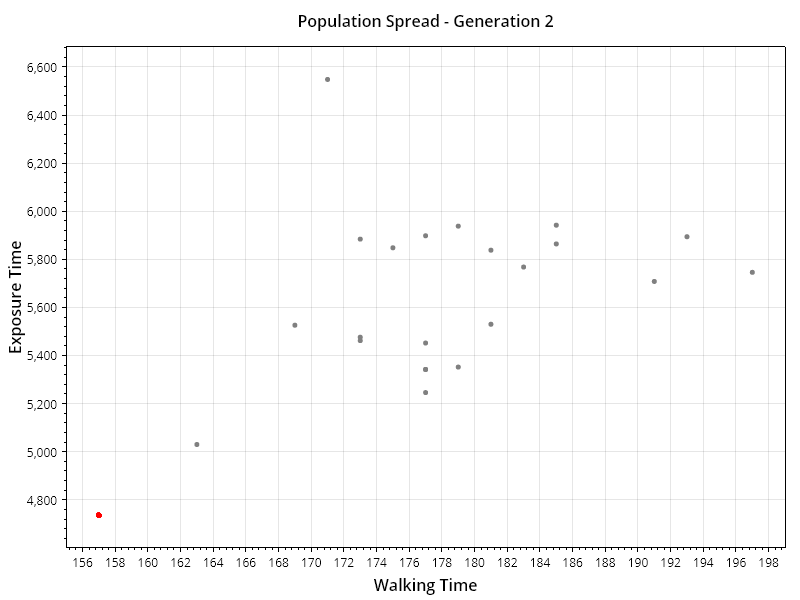 Population Spread - Generation 2
6,600
6,400
6,200
6,000
5,800
5,600
5,400
5,200
5,000
4,800
Exposure Time
156 158 160 162 164 166 168 170 172 174 176 178 180 182 184 186 188 190 192 194 196 198
Walking Time